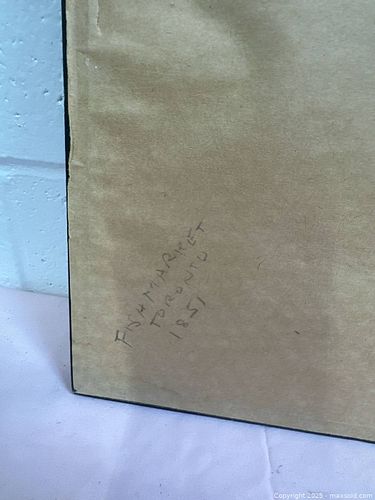 FISHMARKET
TORONTO
1851
Copyright 2025 - maxsold.com